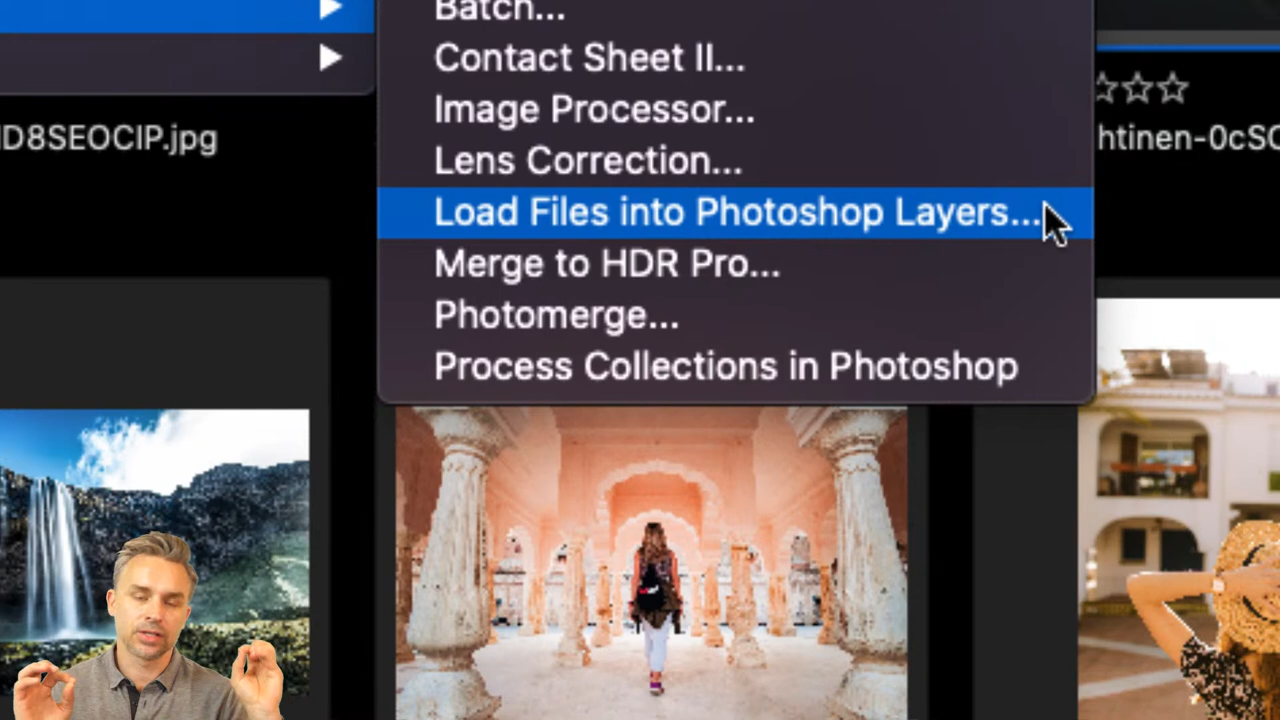 Batch...
Contact Sheet II...
Image Processor...
Lens Correction...
Load Files into Photoshop Layers...
Merge to HDR Pro...
Photomerge...
Process Collections in Photoshop
D8SEOCIP.jpg
htinen-0cSC